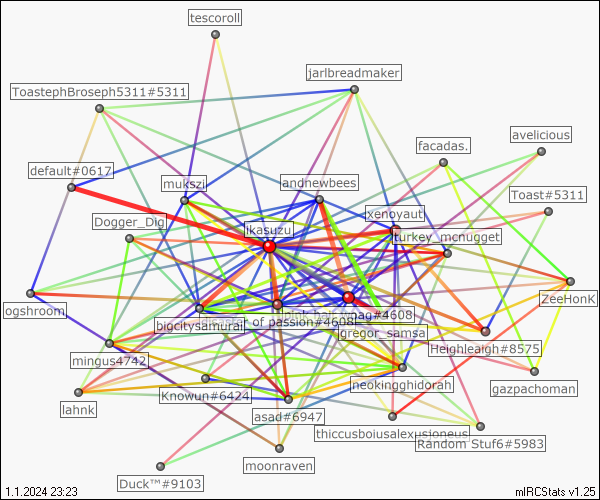 tescoroll
jarlbreadmaker
ToastephBroseph5311#5311
avelicious
facadas.
default#0617
mukszi
andnewbees
Toast#5311
xenoyaut
Dogger_Dig
ikasuzu
turkey_mcnugget
ogshroom
ZeeHonK
of passion#4608
#4608
bigcitysamurai
gregor_samsa
Heighleaigh#8575
mingus4742
neokingghidorah
gazpachoman
Knowun#6424
lahnk
asad#6947
thiccusboiusalexusioneus
Random Stuf6#5983
moonraven
Duck™#9103
1.1.2024 23:23
mIRCStats v1.25